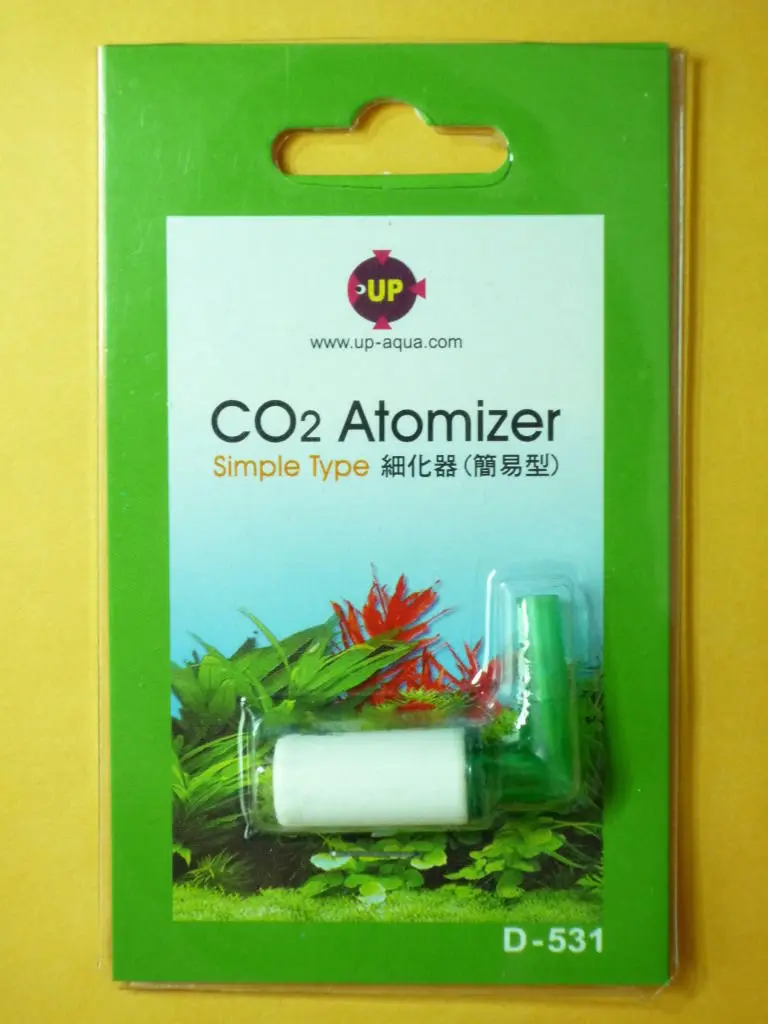 UP
www.up-aqua.com
CO2 Atomizer
Simple Type 細化器(簡易型)
D-531